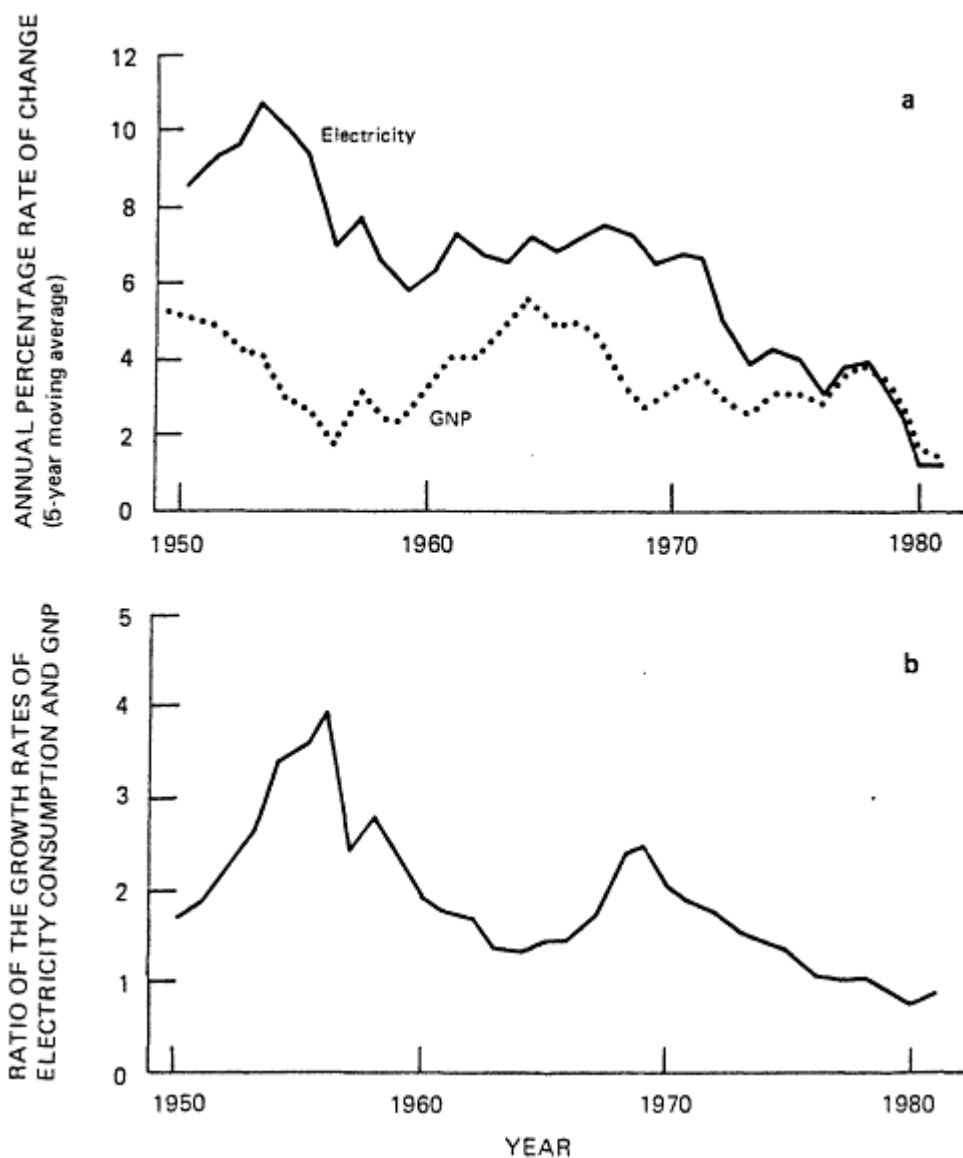 ANNUAL PERCENTAGE RATE OF CHANGE
(5-year moving average)
12
10
8
6
4
2
0
a
Electricity
GNP
1950
1960
1970
1980
RATIO OF THE GROWTH RATES OF
ELECTRICITY CONSUMPTION AND GNP
5
4
3
2
1
0
b
1950
1960
1970
1980
YEAR